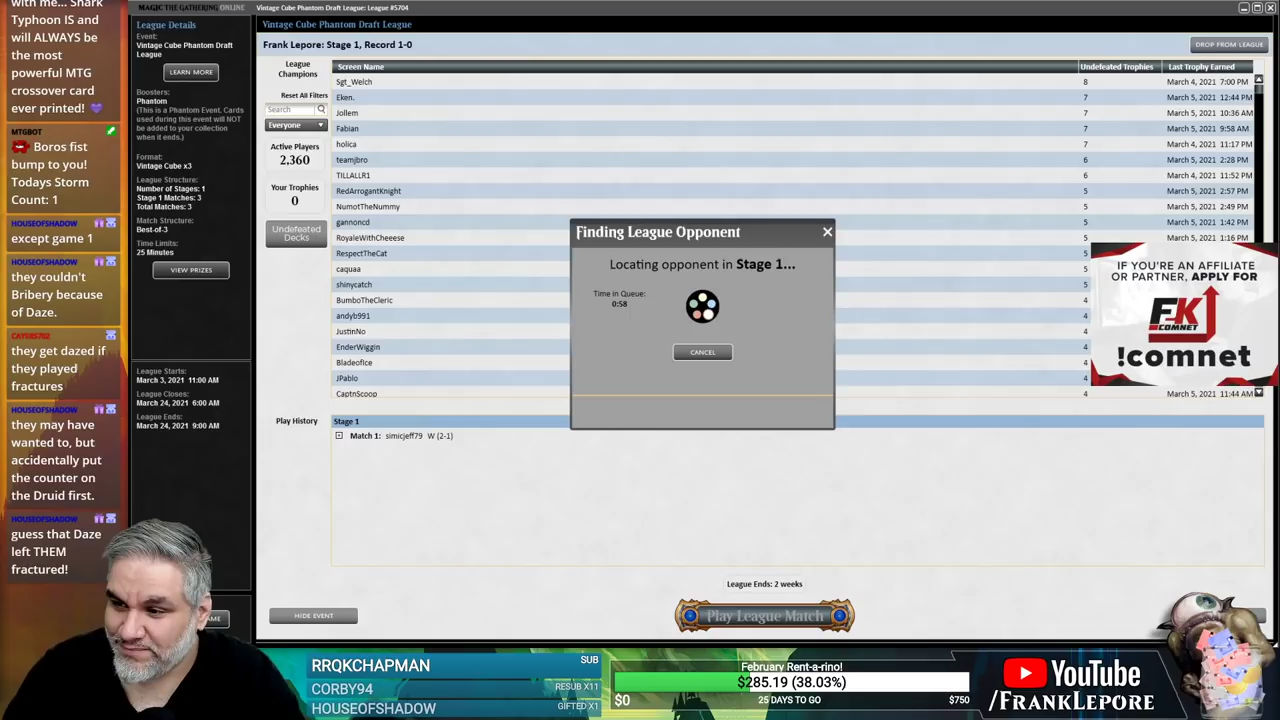 with me... Shark
Typhoon IS and
will ALWAYS be
the most
powerful MTG
crossover card
ever printed! 💜
MTGBOT
Boros fist
bump to you!
Todays Storm
Count: 1
HOUSEOFSHADOW
except game 1
HOUSEOFSHADOW
they couldn't
Bribery because
of Daze.
CAYERS702
they get dazed if
they played
fractures
HOUSEOFSHADOW
they may have
wanted to, but
accidentally put
the counter on
the Druid first.
HOUSEOFSHADOW
guess that Daze
left THEM
fractured!
MAGIC THE GATHERING ONLINE
Vintage Cube Phantom Draft League: League #5704
League Details
Event:
Vintage Cube Phantom Draft
League
LEARN MORE
Boosters:
Phantom
(This is a Phantom Event. Cards
used during this event will NOT
be added to your collection
when it ends.)
Format:
Vintage Cube x3
League Structure:
Number of Stages: 1
Stage 1 Matches: 3
Total Matches: 3
Match Structure:
Best-of-3
Time Limits:
25 Minutes
VIEW PRIZES
League Starts:
March 3, 2021 11:00 AM
League Closes:
March 24, 2021 6:00 AM
League Ends:
March 24, 2021 9:00 AM
AME
Vintage Cube Phantom Draft League
Frank Lepore: Stage 1, Record 1-0
DROP FROM LEAGUE
League
Champions
Reset All Filters
Search
Everyone
Active Players
2,360
Your Trophies
0
Undefeated
Decks
Screen Name Undefeated Trophies Last Trophy Earned
Sgt_Welch 8 March 4, 2021 7:00 PM
Eken. 7 March 5, 2021 12:44 PM
Jollem 7 March 5, 2021 10:36 AM
Fabian 7 March 5, 2021 9:58 AM
holica 7 March 4, 2021 11:17 PM
teamjbro 6 March 5, 2021 2:28 PM
TILLALLR1 6 March 4, 2021 11:52 PM
RedArrogantKnight 5 March 5, 2021 2:57 PM
NumotTheNummy 5 March 5, 2021 2:49 PM
gannoncd 5 March 5, 2021 1:42 PM
RoyaleWithCheeese 5 March 5, 2021 1:16 PM
RespectTheCat 5
caquaa 5
shinycatch 5
BumboTheCleric 4
andyb991 4
JustinNo 4
EnderWiggin 4
BladeofIce 4
JPablo 4
CaptnScoop 4 March 5, 2021 11:44 AM
Finding League Opponent
Locating opponent in Stage 1...
Time in Queue:
0:58
CANCEL
Play History
Stage 1
Match 1: simicjeff79 W (2-1)
League Ends: 2 weeks
HIDE EVENT
Play League Match
IF YOU'RE AN AFFILIATE
OR PARTNER, APPLY FOR
F2K
COMNET
!comnet
RRQKCHAPMAN SUB
CORBY94 RESUB X11
HOUSEOFSHADOW GIFTED X1
February Rent-a-rino!
$285.19 (38.03%)
$0 25 DAYS TO GO $750
YouTube
/FRANKLEPORE